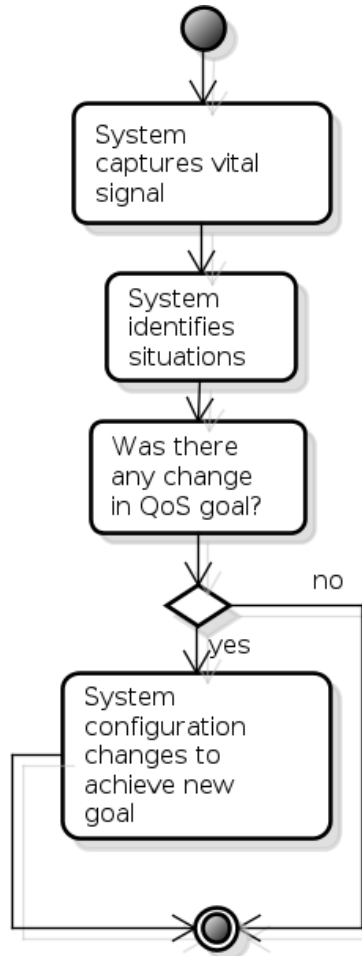 System
captures vital
signal
System
identifies
situations
Was there
any change
in QoS goal?
no
yes
System
configuration
changes to
achieve new
goal